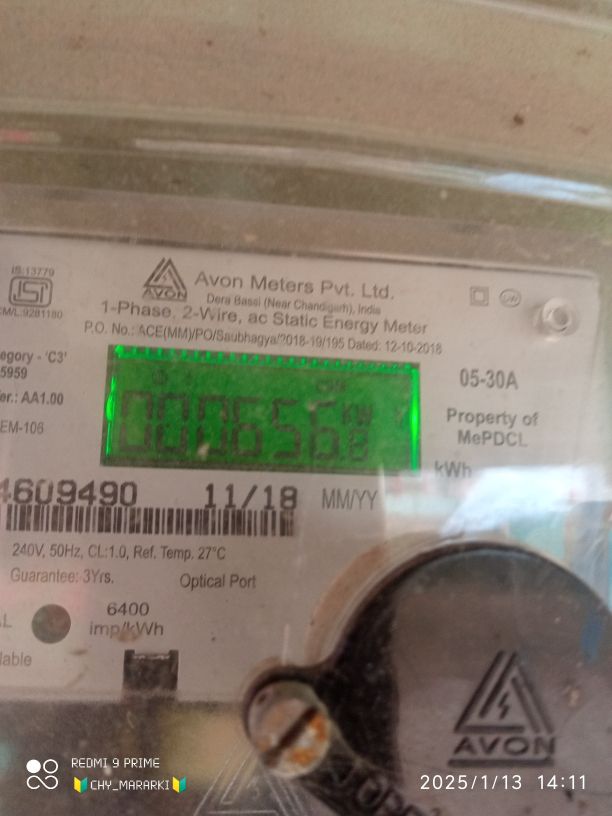 IS:13779
CM/L:9281180
AVON
Avon Meters Pvt. Ltd.
Dera Bassi (Near Chandigarh), India
1-Phase, 2-Wire, ac Static Energy Meter
P.O. No.: ACE(MM)/PO/Saubhagya/2018-19/195 Dated: 12-10-2018
egory - 'C3'
5959
er.: AA1.00
EM-106
05-30A
Property of
MePDCL
kWh
4609490 11/18 MM/YY
240V, 50Hz, CL:1.0, Ref. Temp. 27°C
Guarantee: 3Yrs. Optical Port
6400
imp/kWh
AVON
REDMI 9 PRIME
CHY_MARARKI
2025/1/13 14:11